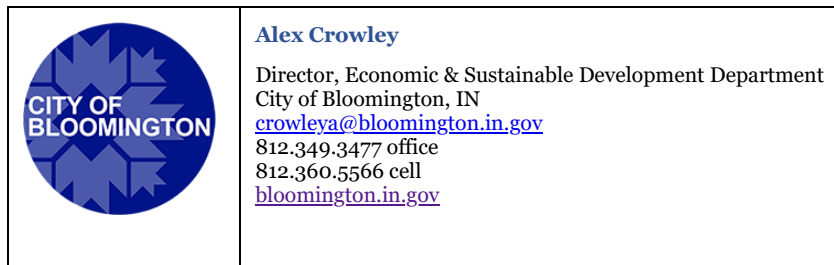 CITY OF
BLOOMINGTON
Alex Crowley
Director, Economic & Sustainable Development Department
City of Bloomington, IN
crowleya@bloomington.in.gov
812.349.3477 office
812.360.5566 cell
bloomington.in.gov